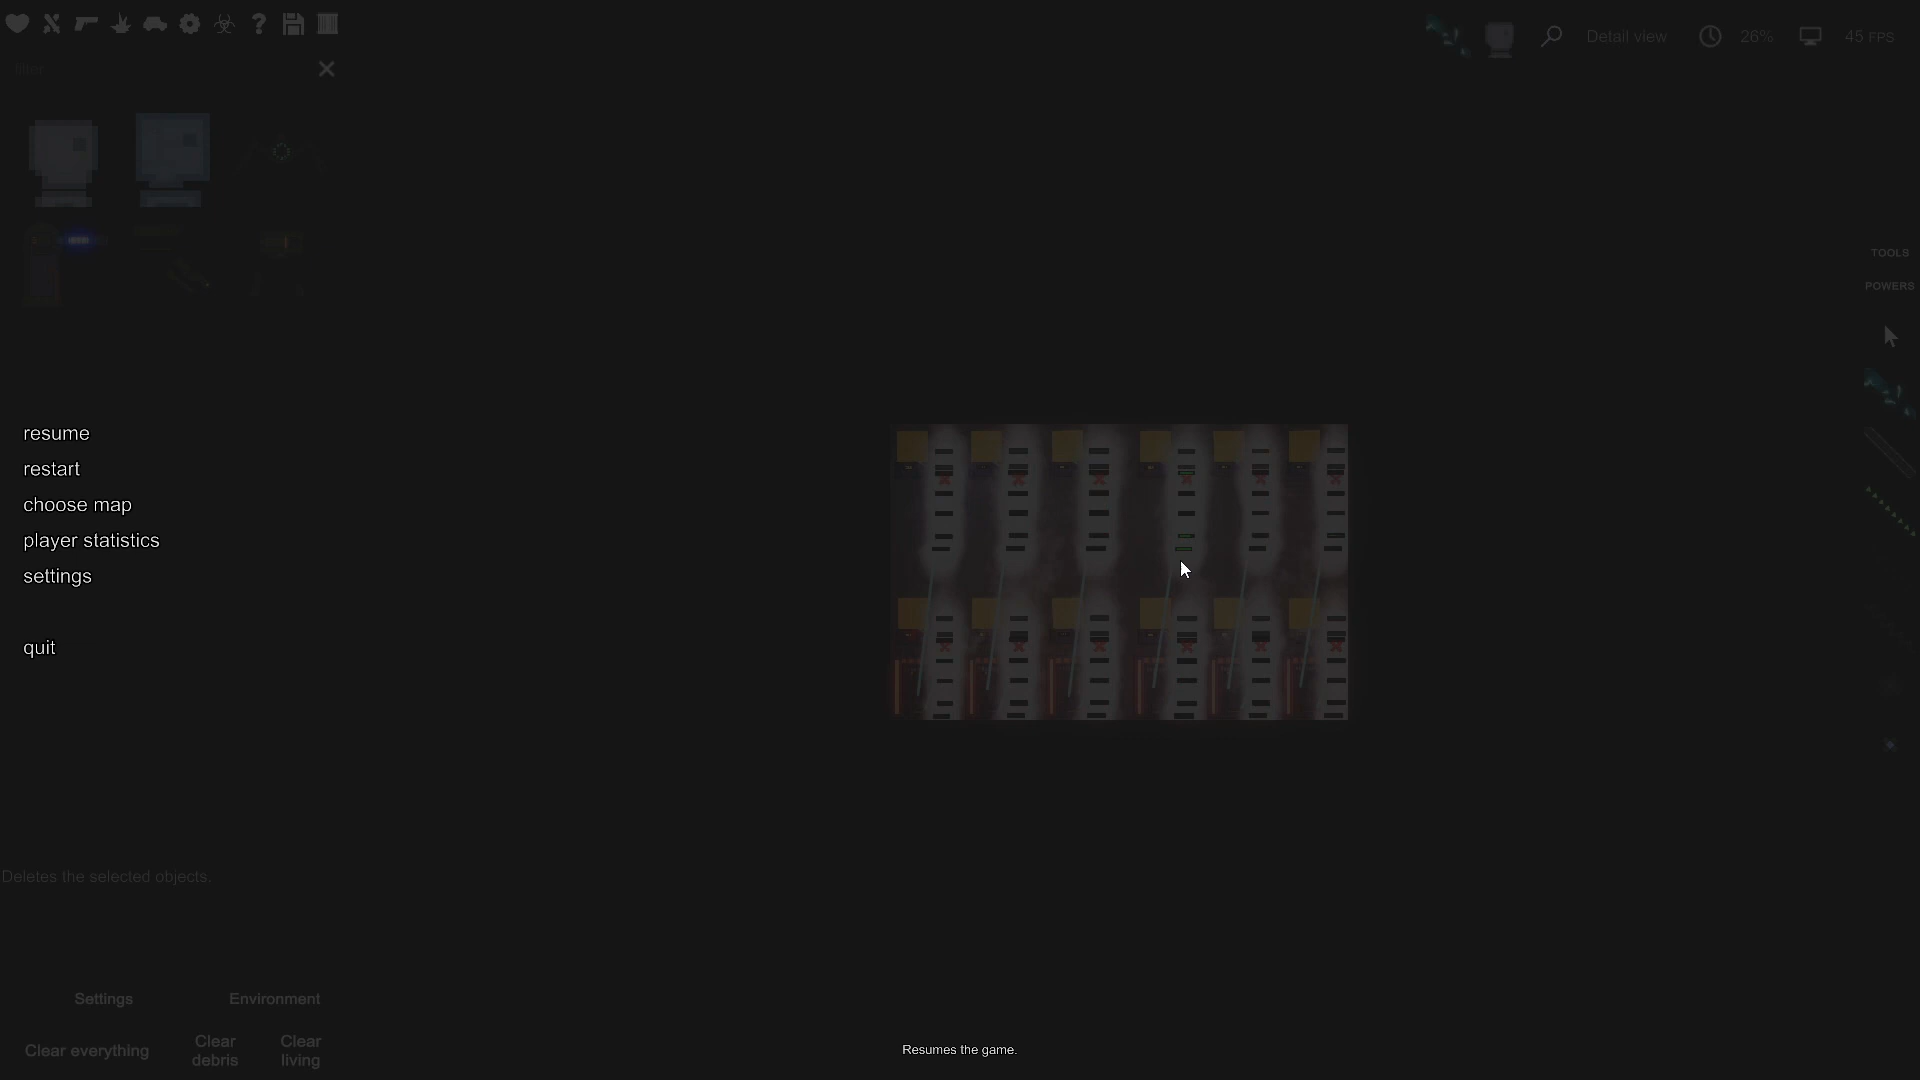 Detail view
26%
45 FPS
filter
TOOLS
POWERS
resume
restart
choose map
player statistics
settings
quit
Deletes the selected objects.
Settings
Environment
Clear everything
Clear debris
Clear living
Resumes the game.